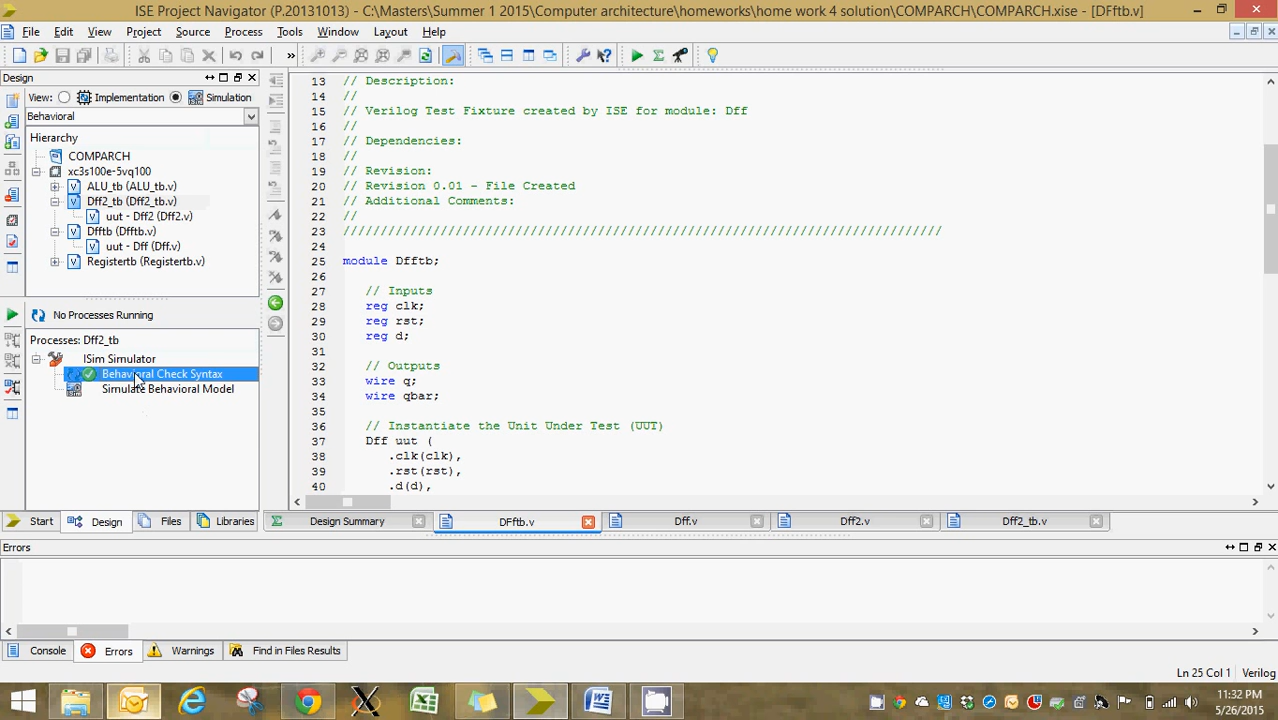 ISE Project Navigator (P.20131013) - C:\Masters\Summer 1 2015\Computer architecture\homeworks\home work 4 solution\COMPARCH\COMPARCH.xise - [DFftb.v]
File Edit View Project Source Process Tools Window Layout Help
Design
View: Implementation Simulation
Behavioral
Hierarchy
COMPARCH
xc3s100e-5vq100
ALU_tb (ALU_tb.v)
Dff2_tb (Dff2_tb.v)
uut - Dff2 (Dff2.v)
Dfftb (Dfftb.v)
uut - Dff (Dff.v)
Registertb (Registertb.v)
No Processes Running
Processes: Dff2_tb
ISim Simulator
Behavioral Check Syntax
Simulate Behavioral Model
Start Design Files Libraries
13 // Description:
14 //
15 // Verilog Test Fixture created by ISE for module: Dff
16 //
17 // Dependencies:
18 //
19 // Revision:
20 // Revision 0.01 - File Created
21 // Additional Comments:
22 //
23 ////////////////////////////////////////////////////////////////////////////////
24
25 module Dfftb;
26
27 // Inputs
28 reg clk;
29 reg rst;
30 reg d;
31
32 // Outputs
33 wire q;
34 wire qbar;
35
36 // Instantiate the Unit Under Test (UUT)
37 Dff uut (
38 .clk(clk),
39 .rst(rst),
40 .d(d),
Design Summary DFftb.v Dff.v Dff2.v Dff2_tb.v
Errors
Console Errors Warnings Find in Files Results
Ln 25 Col 1 Verilog
11:32 PM
5/26/2015